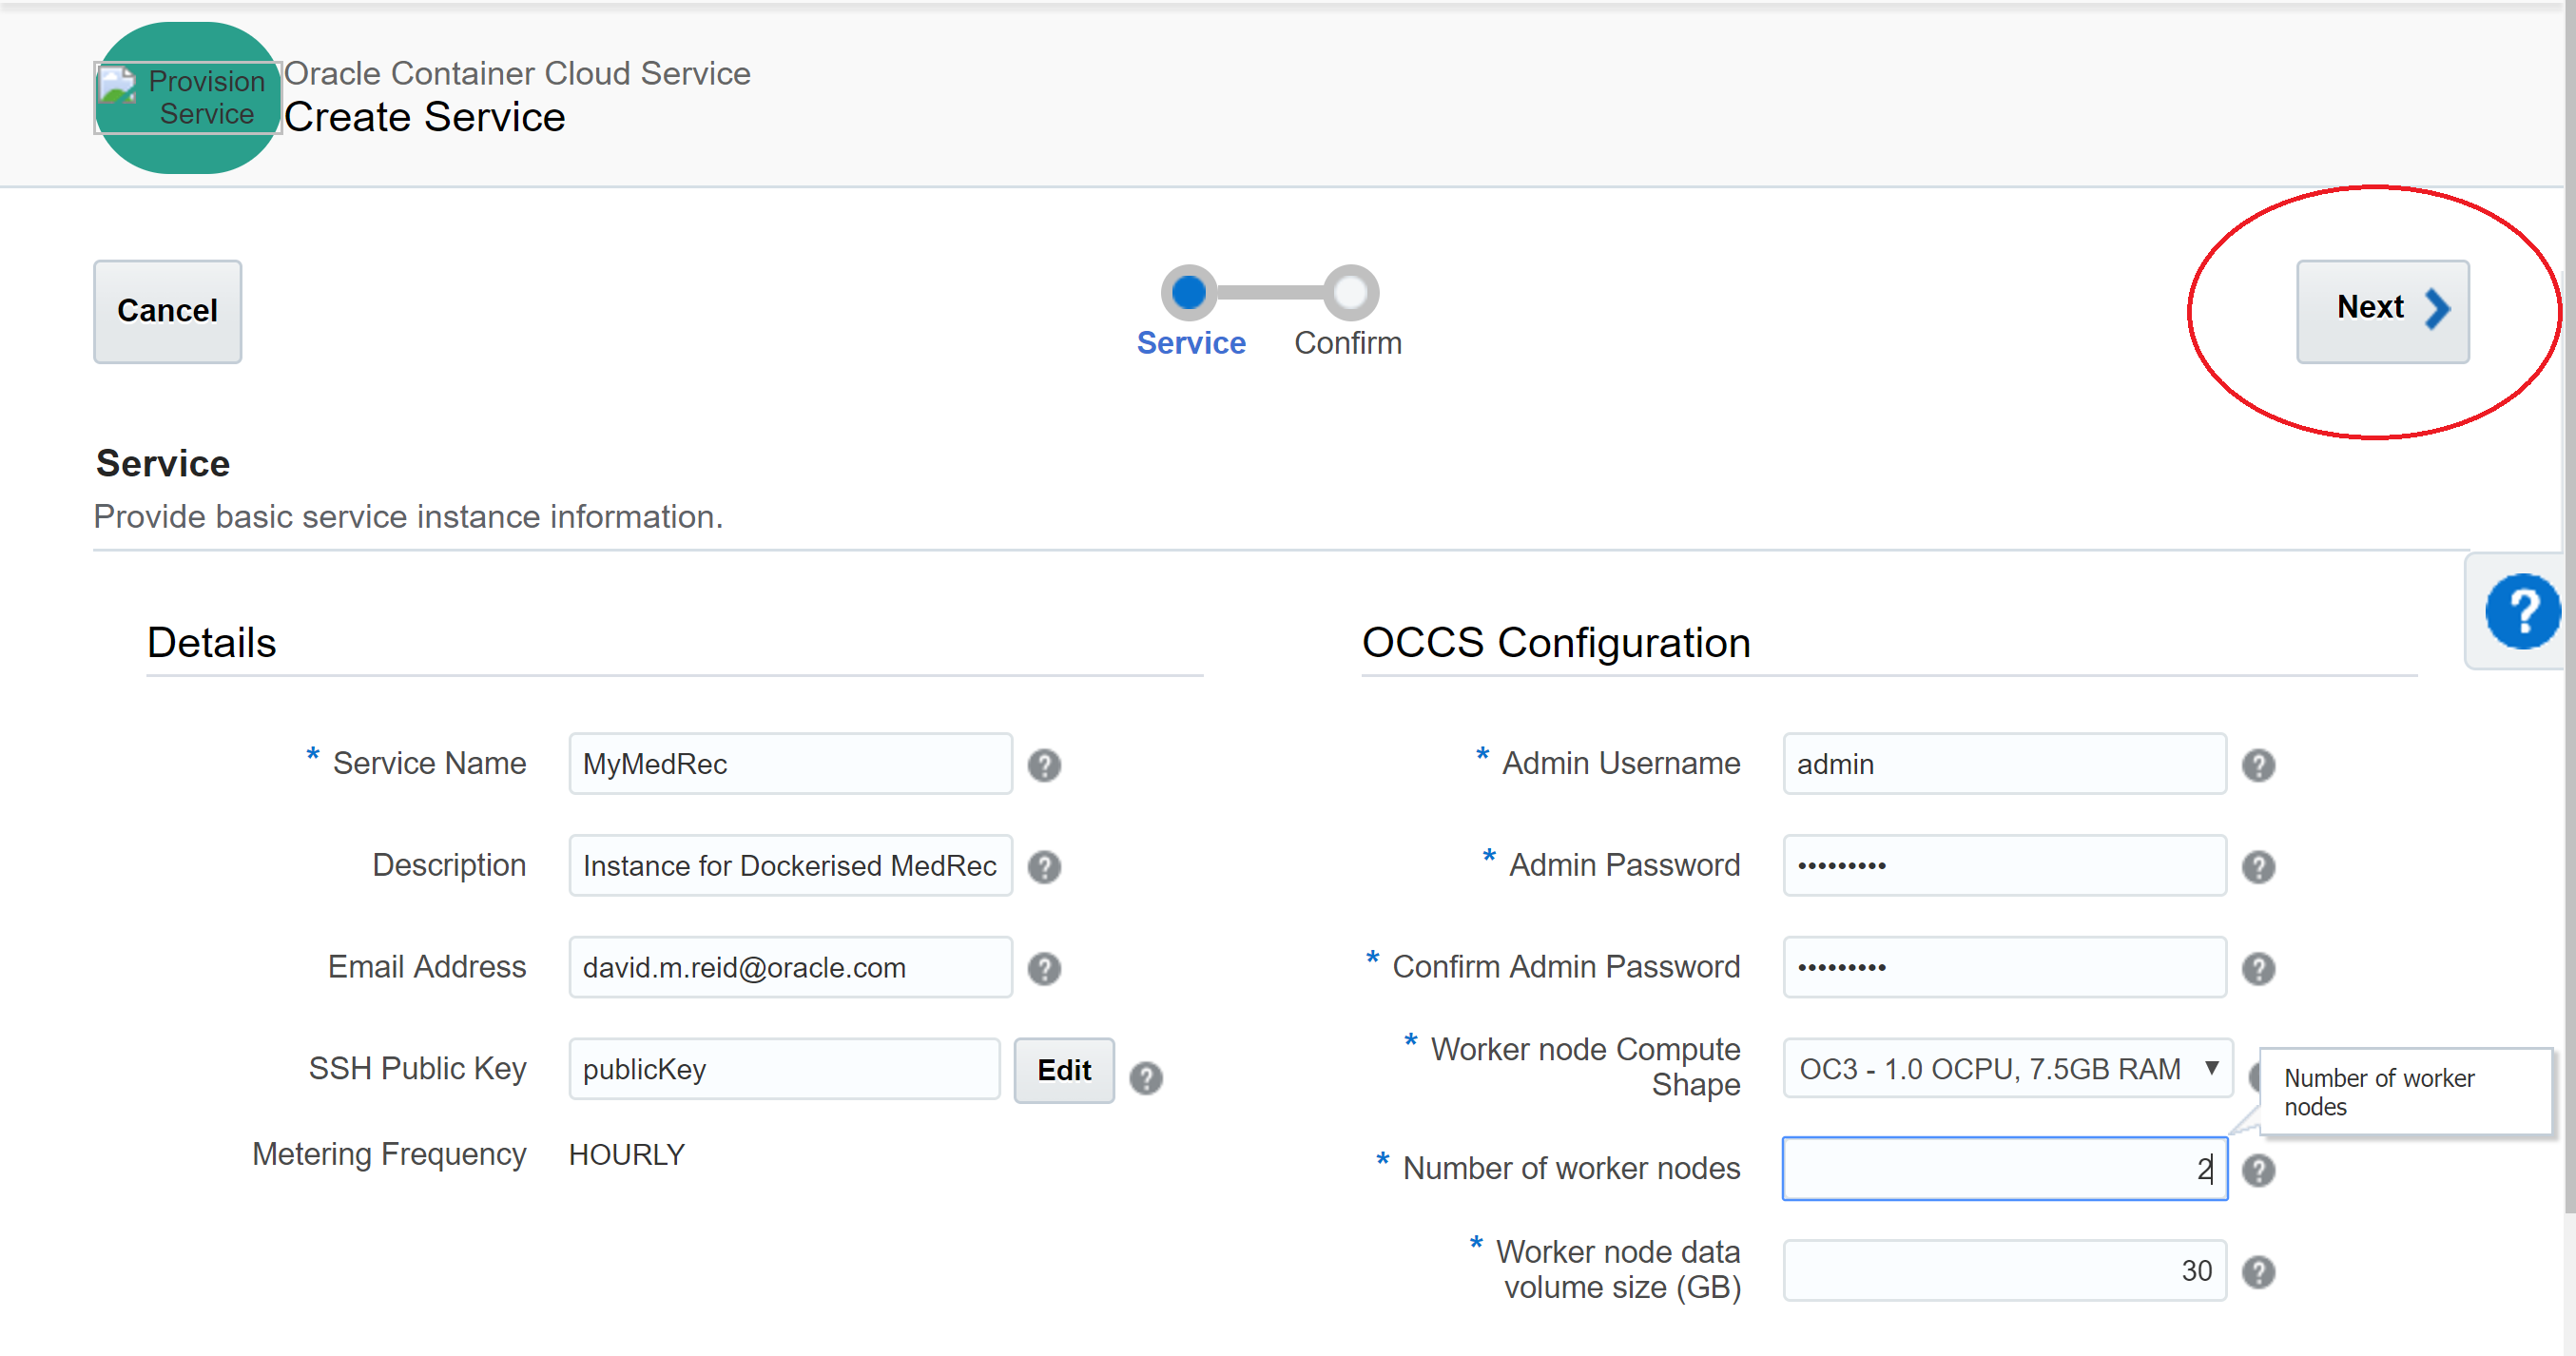 Provision
Service
Oracle Container Cloud Service
Create Service
Cancel
Service
Confirm
Next
Service
Provide basic service instance information.
?
Details
* Service Name MyMedRec ?
Description Instance for Dockerised MedRec ?
Email Address david.m.reid@oracle.com ?
SSH Public Key publicKey Edit ?
Metering Frequency HOURLY
OCCS Configuration
* Admin Username admin ?
* Admin Password ••••••••• ?
* Confirm Admin Password ••••••••• ?
* Worker node Compute
Shape
OC3 - 1.0 OCPU, 7.5GB RAM ▼
Number of worker
nodes
* Number of worker nodes 2 ?
* Worker node data
volume size (GB)
30 ?